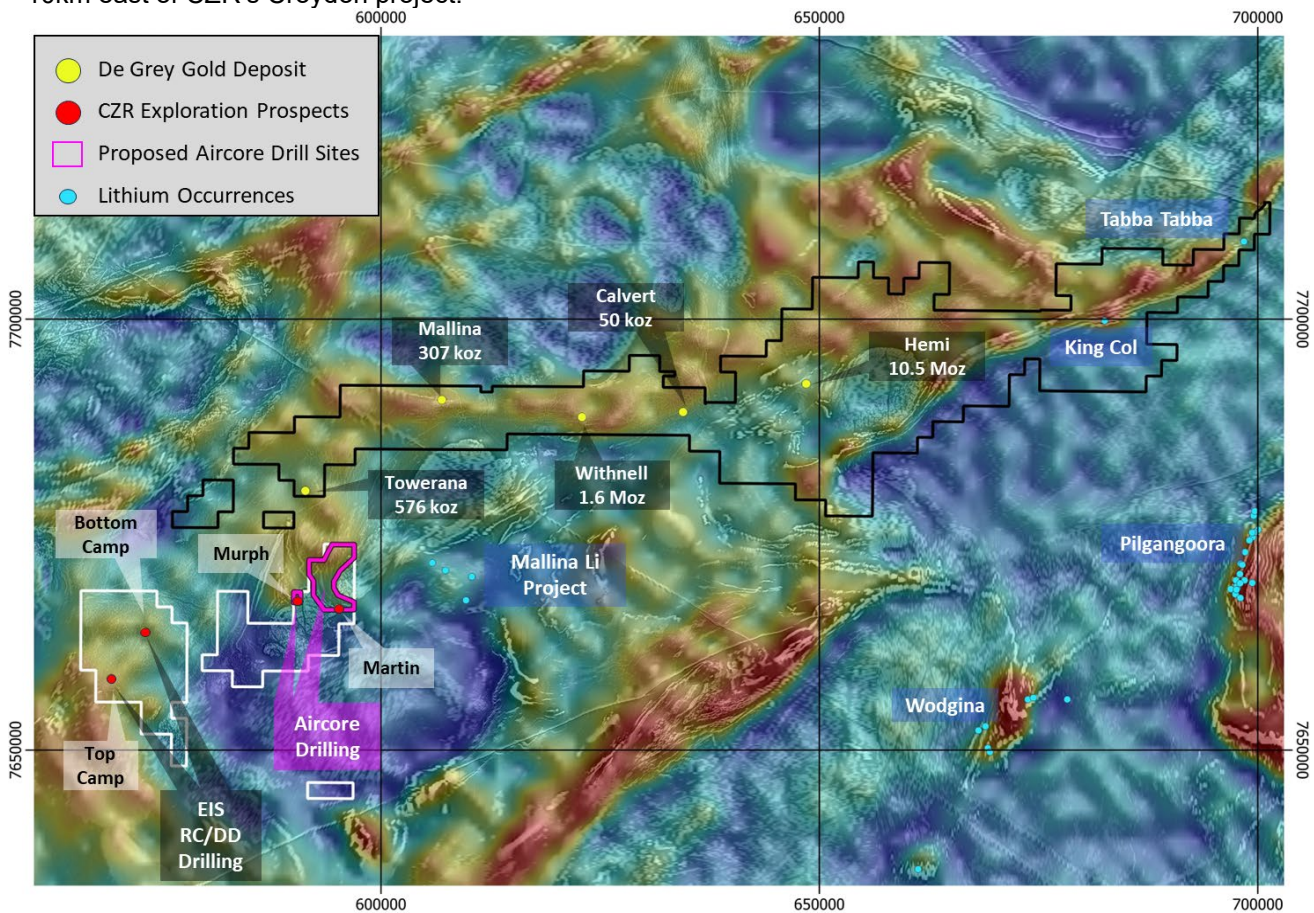 10km east of CZR's Croydon project.
600000
650000
700000
De Grey Gold Deposit
CZR Exploration Prospects
Proposed Aircore Drill Sites
Lithium Occurrences
Tabba Tabba
7700000
7700000
Calvert
50 koz
Mallina
307 koz
Hemi
10.5 Moz
King Col
Towerana
576 koz
Withnell
1.6 Moz
Bottom
Camp
Murph
Mallina Li
Project
Pilgangoora
Martin
Wodgina
Aircore
Drilling
Top
Camp
7650000
7650000
EIS
RC/DD
Drilling
600000
650000
700000